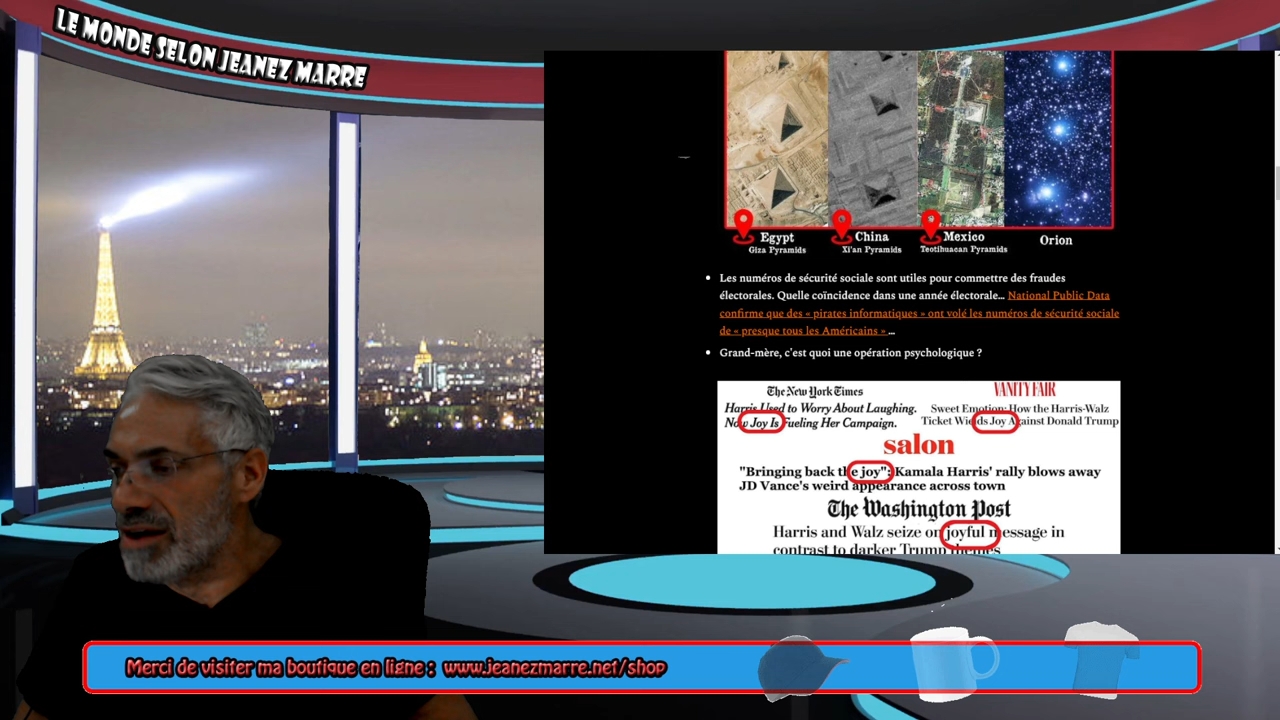 LE MONDE SELON JEANEZ MARRE
Egypt
Giza Pyramids
China
Xi'an Pyramids
Mexico
Teotihuacan Pyramids
Orion
Les numéros de sécurité sociale sont utiles pour commettre des fraudes
électorales. Quelle coïncidence dans une année électorale... National Public Data
confirme que des « pirates informatiques » ont volé les numéros de sécurité sociale
de « presque tous les Américains » ...
Grand-mère, c'est quoi une opération psychologique ?
The New York Times
Harris Used to Worry About Laughing.
Now Joy Is Fueling Her Campaign.
VANITY FAIR
Sweet Emotion: How the Harris-Walz
Ticket Wields Joy Against Donald Trump
salon
"Bringing back the joy": Kamala Harris' rally blows away
JD Vance's weird appearance across town
The Washington Post
Harris and Walz seize on joyful message in
contrast to darker Trump themes
Merci de visiter ma boutique en ligne : www.jeanezmarre.net/shop